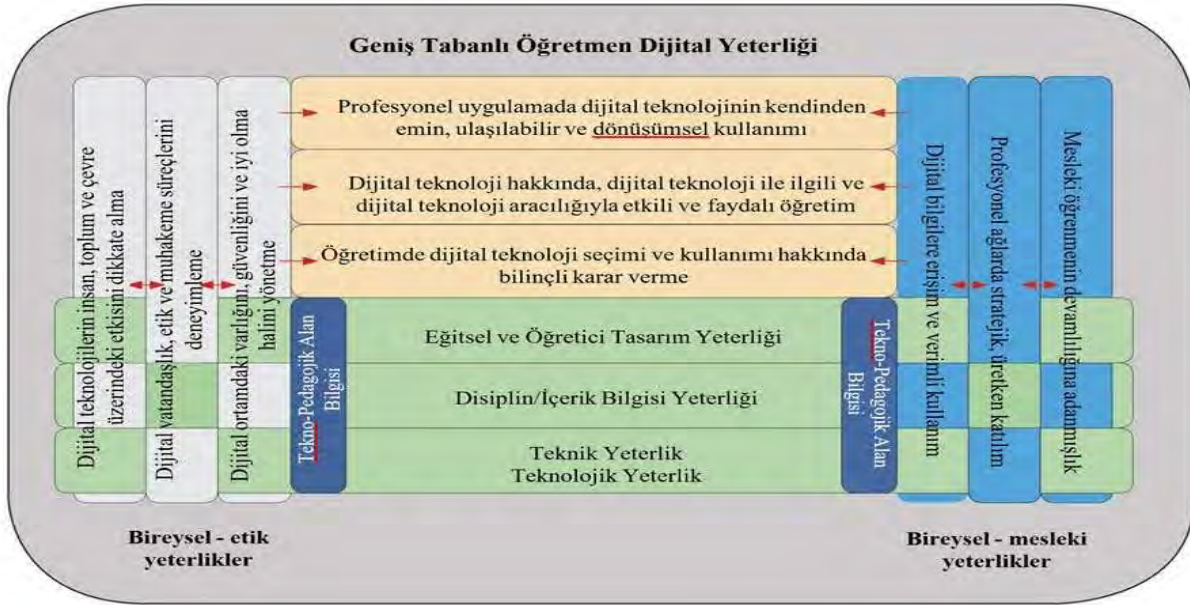 Geniş Tabanlı Öğretmen Dijital Yeterliği
Dijital teknolojilerin insan, toplum ve çevre
üzerindeki etkisini dikkate alma
Dijital vatandaşlık, etik ve muhakeme süreçlerini
deneyimleme
Dijital ortamdaki varlığını, güvenliğini ve iyi olma
halini yönetme
Profesyonel uygulamada dijital teknolojinin kendinden
emin, ulaşılabilir ve dönüşümsel kullanımı
Dijital teknoloji hakkında, dijital teknoloji ile ilgili ve
dijital teknoloji aracılığıyla etkili ve faydalı öğretim
Öğretimde dijital teknoloji seçimi ve kullanımı hakkında
bilinçli karar verme
Tekno-Pedagojik Alan
Bilgisi
Eğitsel ve Öğretici Tasarım Yeterliği
Disiplin/İçerik Bilgisi Yeterliği
Teknik Yeterlik
Teknolojik Yeterlik
Tekno-Pedagojik Alan
Bilgisi
Dijital bilgilere erişim ve verimli kullanım
Profesyonel ağlarda stratejik, üretken katılım
Mesleki öğrenmenin devamlılığına adanmışlık
Bireysel - etik
yeterlikler
Bireysel - mesleki
yeterlikler